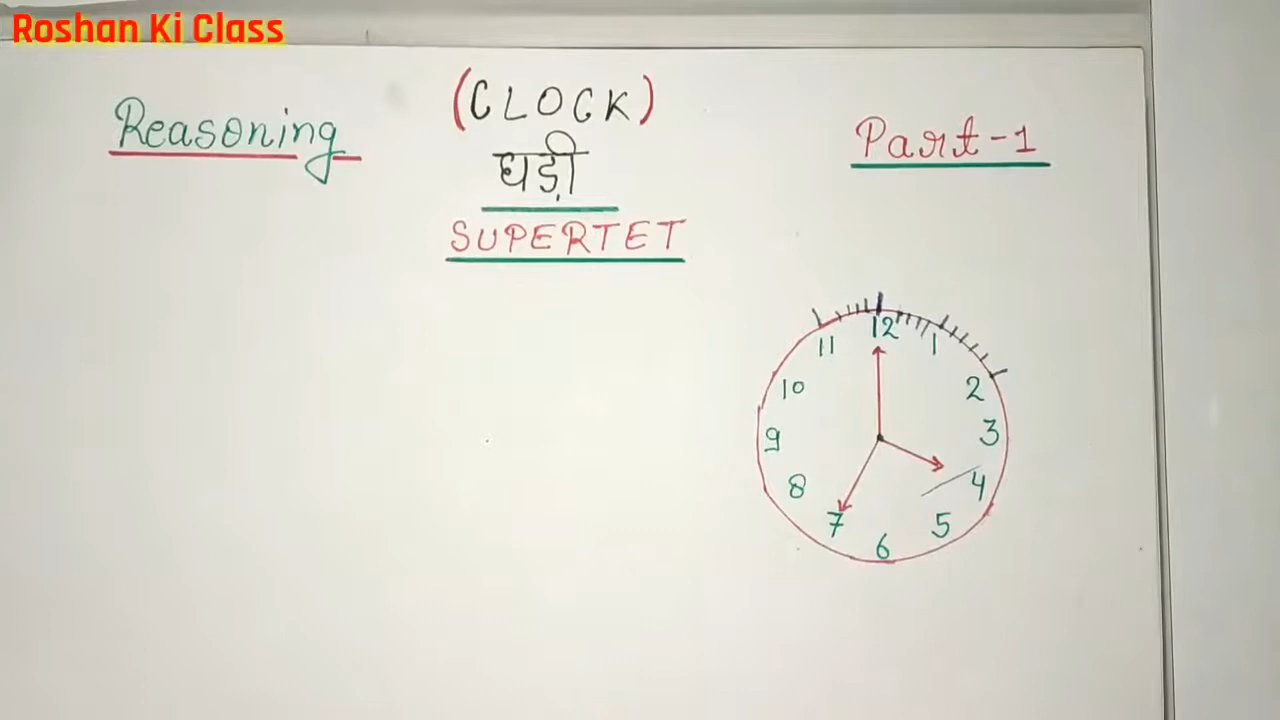 Roshan Ki Class
Reasoning
(CLOCK)
घड़ी
SUPERTET
Part-1
12
1
2
3
4
5
6
7
8
9
10
11